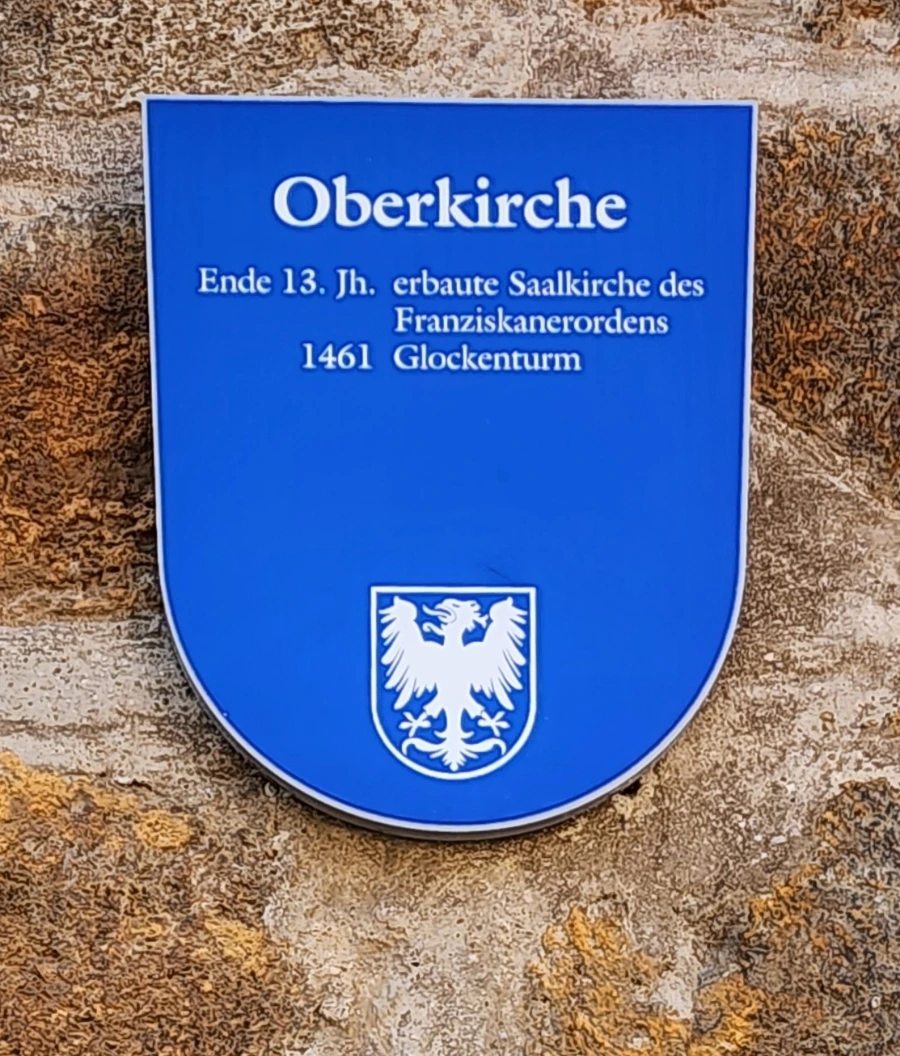 Oberkirche
Ende 13. Jh. erbaute Saalkirche des
Franziskanerordens
1461 Glockenturm